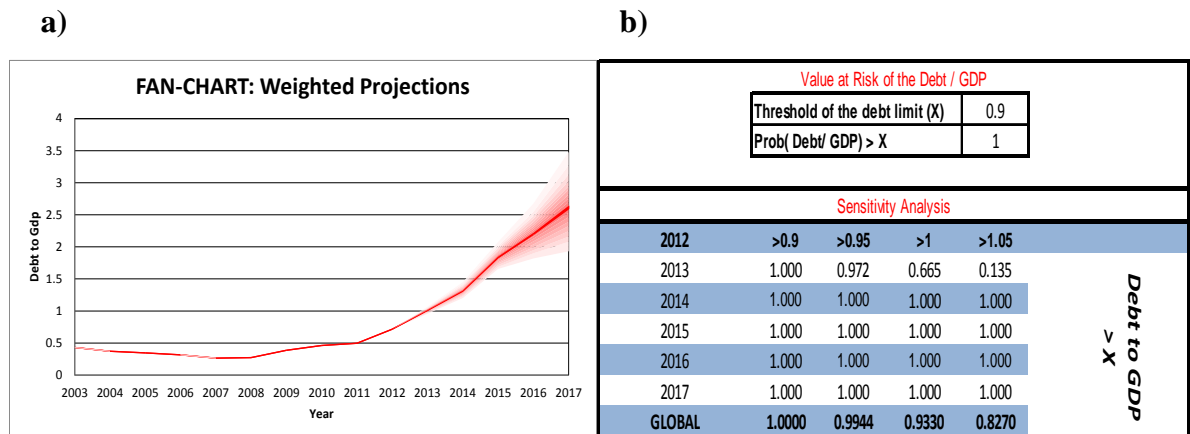 a)
b)
FAN-CHART: Weighted Projections
4
3.5
3
2.5
2
1.5
1
0.5
0
Debt to Gdp
2003 2004 2005 2006 2007 2008 2009 2010 2011 2012 2013 2014 2015 2016 2017
Year
Value at Risk of the Debt / GDP
Threshold of the debt limit (X) 0.9
Prob( Debt/ GDP) > X 1
Sensitivity Analysis
2012 >0.9 >0.95 >1 >1.05
2013 1.000 0.972 0.665 0.135
2014 1.000 1.000 1.000 1.000
2015 1.000 1.000 1.000 1.000
2016 1.000 1.000 1.000 1.000
2017 1.000 1.000 1.000 1.000
GLOBAL 1.0000 0.9944 0.9330 0.8270
Debt to GDP
> X